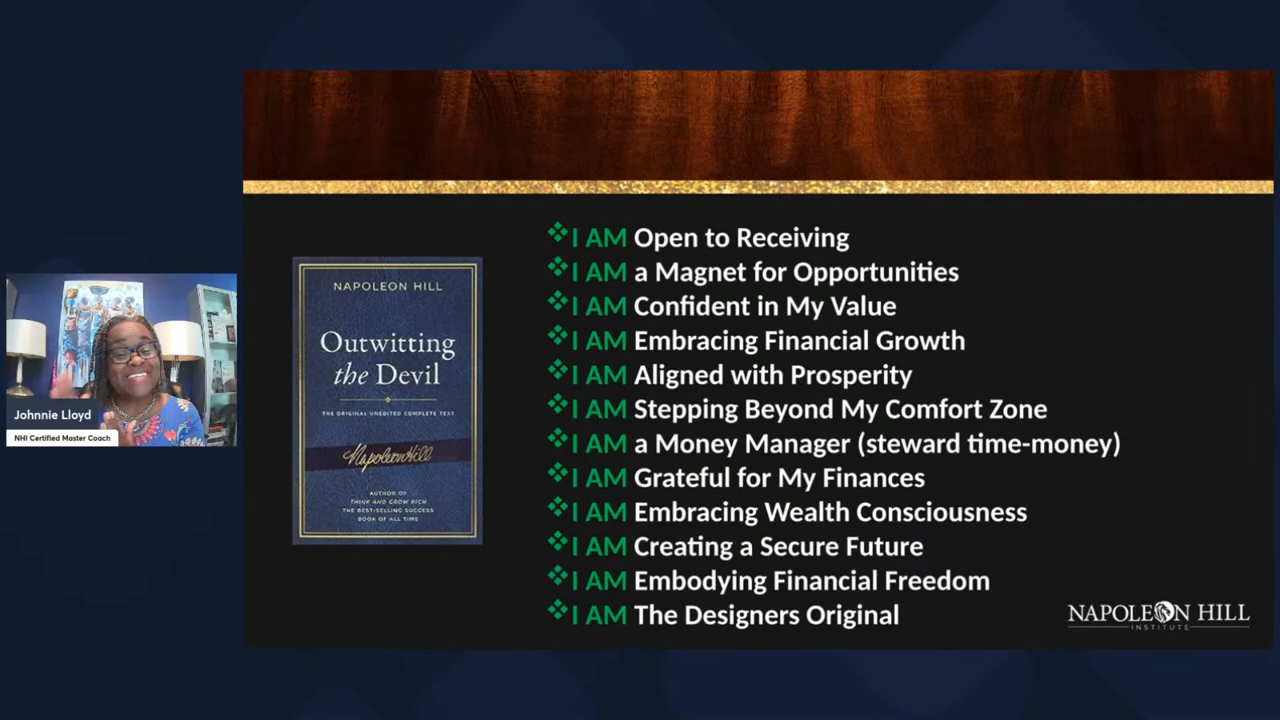 Johnnie Lloyd
NHI Certified Master Coach
NAPOLEON HILL
Outwitting
the Devil
THE ORIGINAL UNEDITED COMPLETE TEXT
Napoleon Hill
AUTHOR OF
THINK AND GROW RICH
THE BEST-SELLING SUCCESS
BOOK OF ALL TIME
❖I AM Open to Receiving
❖I AM a Magnet for Opportunities
❖I AM Confident in My Value
❖I AM Embracing Financial Growth
❖I AM Aligned with Prosperity
❖I AM Stepping Beyond My Comfort Zone
❖I AM a Money Manager (steward time-money)
❖I AM Grateful for My Finances
❖I AM Embracing Wealth Consciousness
❖I AM Creating a Secure Future
❖I AM Embodying Financial Freedom
❖I AM The Designers Original
NAPOLEON HILL
INSTITUTE